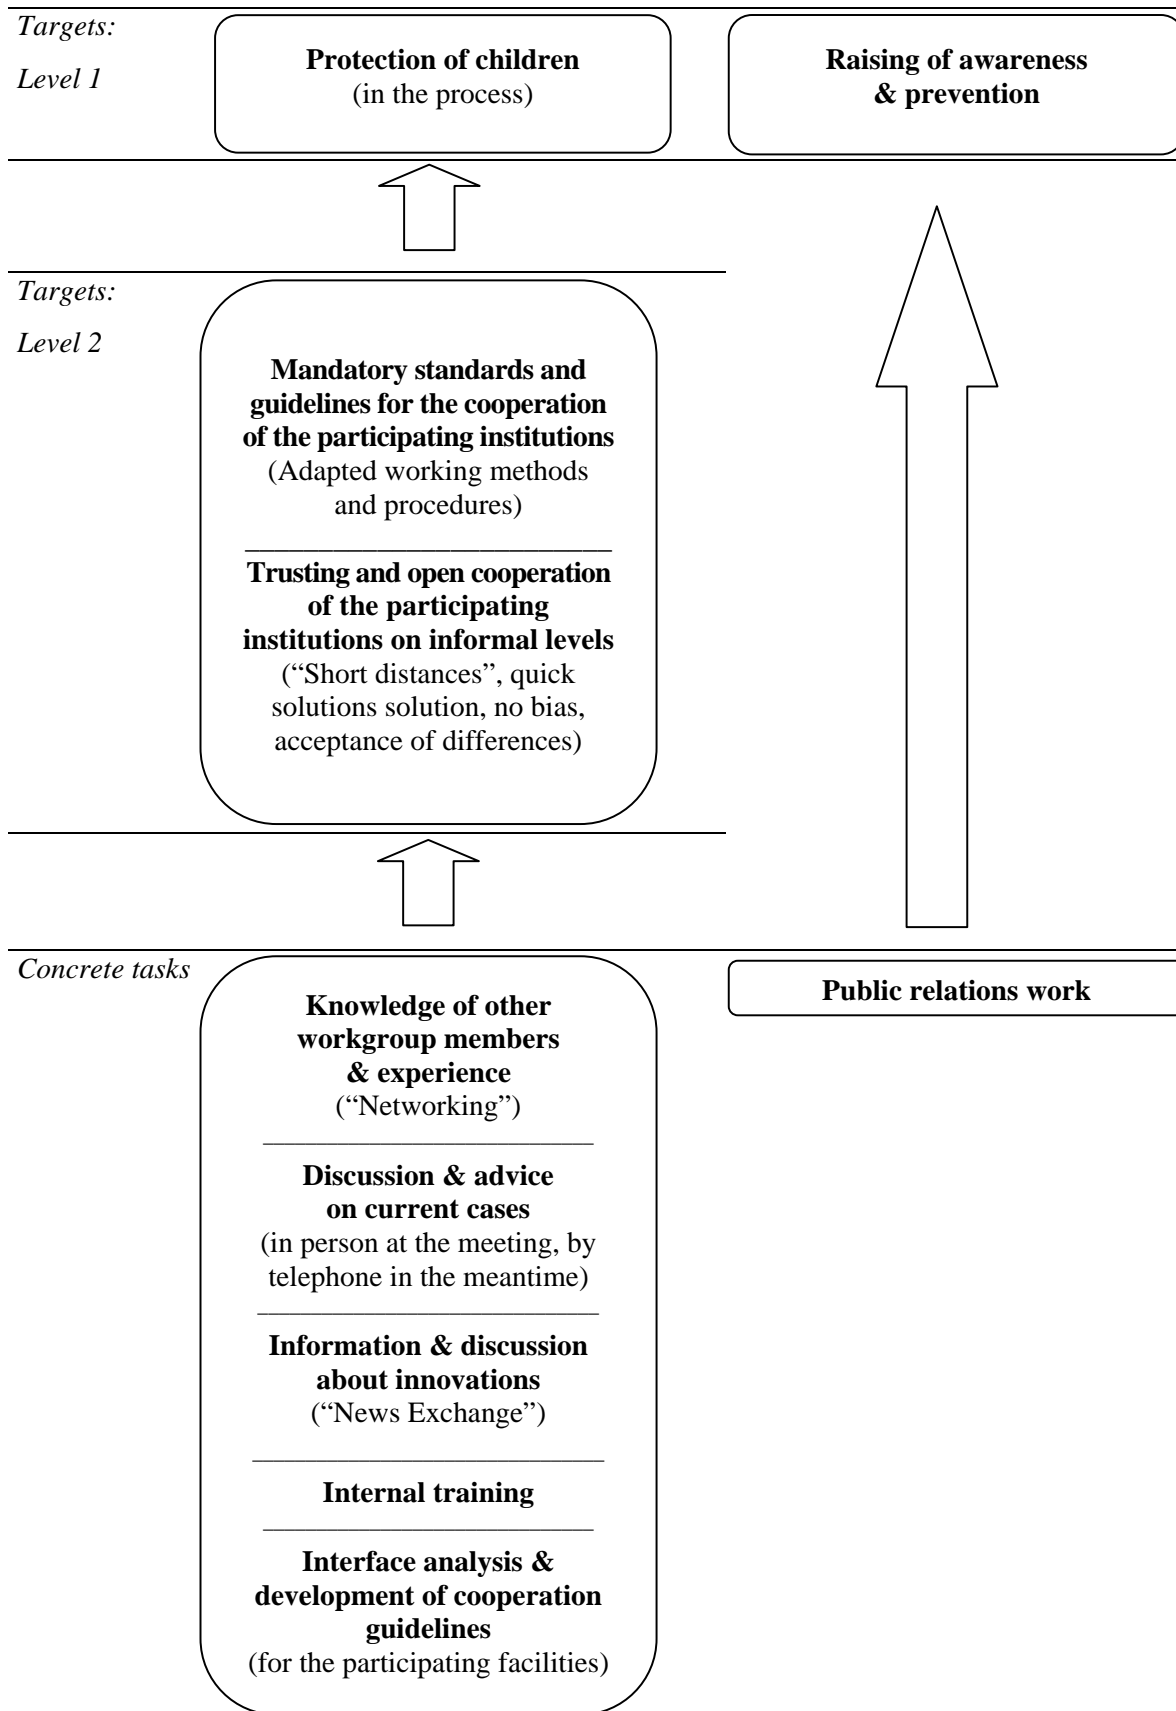 Targets:
Level 1
Protection of children
(in the process)
Raising of awareness
& prevention
Targets:
Level 2
Mandatory standards and
guidelines for the cooperation
of the participating institutions
(Adapted working methods
and procedures)
Trusting and open cooperation
of the participating
institutions on informal levels
(“Short distances”, quick
solutions solution, no bias,
acceptance of differences)
Concrete tasks
Knowledge of other
workgroup members
& experience
(“Networking”)
Discussion & advice
on current cases
(in person at the meeting, by
telephone in the meantime)
Information & discussion
about innovations
(“News Exchange”)
Internal training
Interface analysis &
development of cooperation
guidelines
(for the participating facilities)
Public relations work